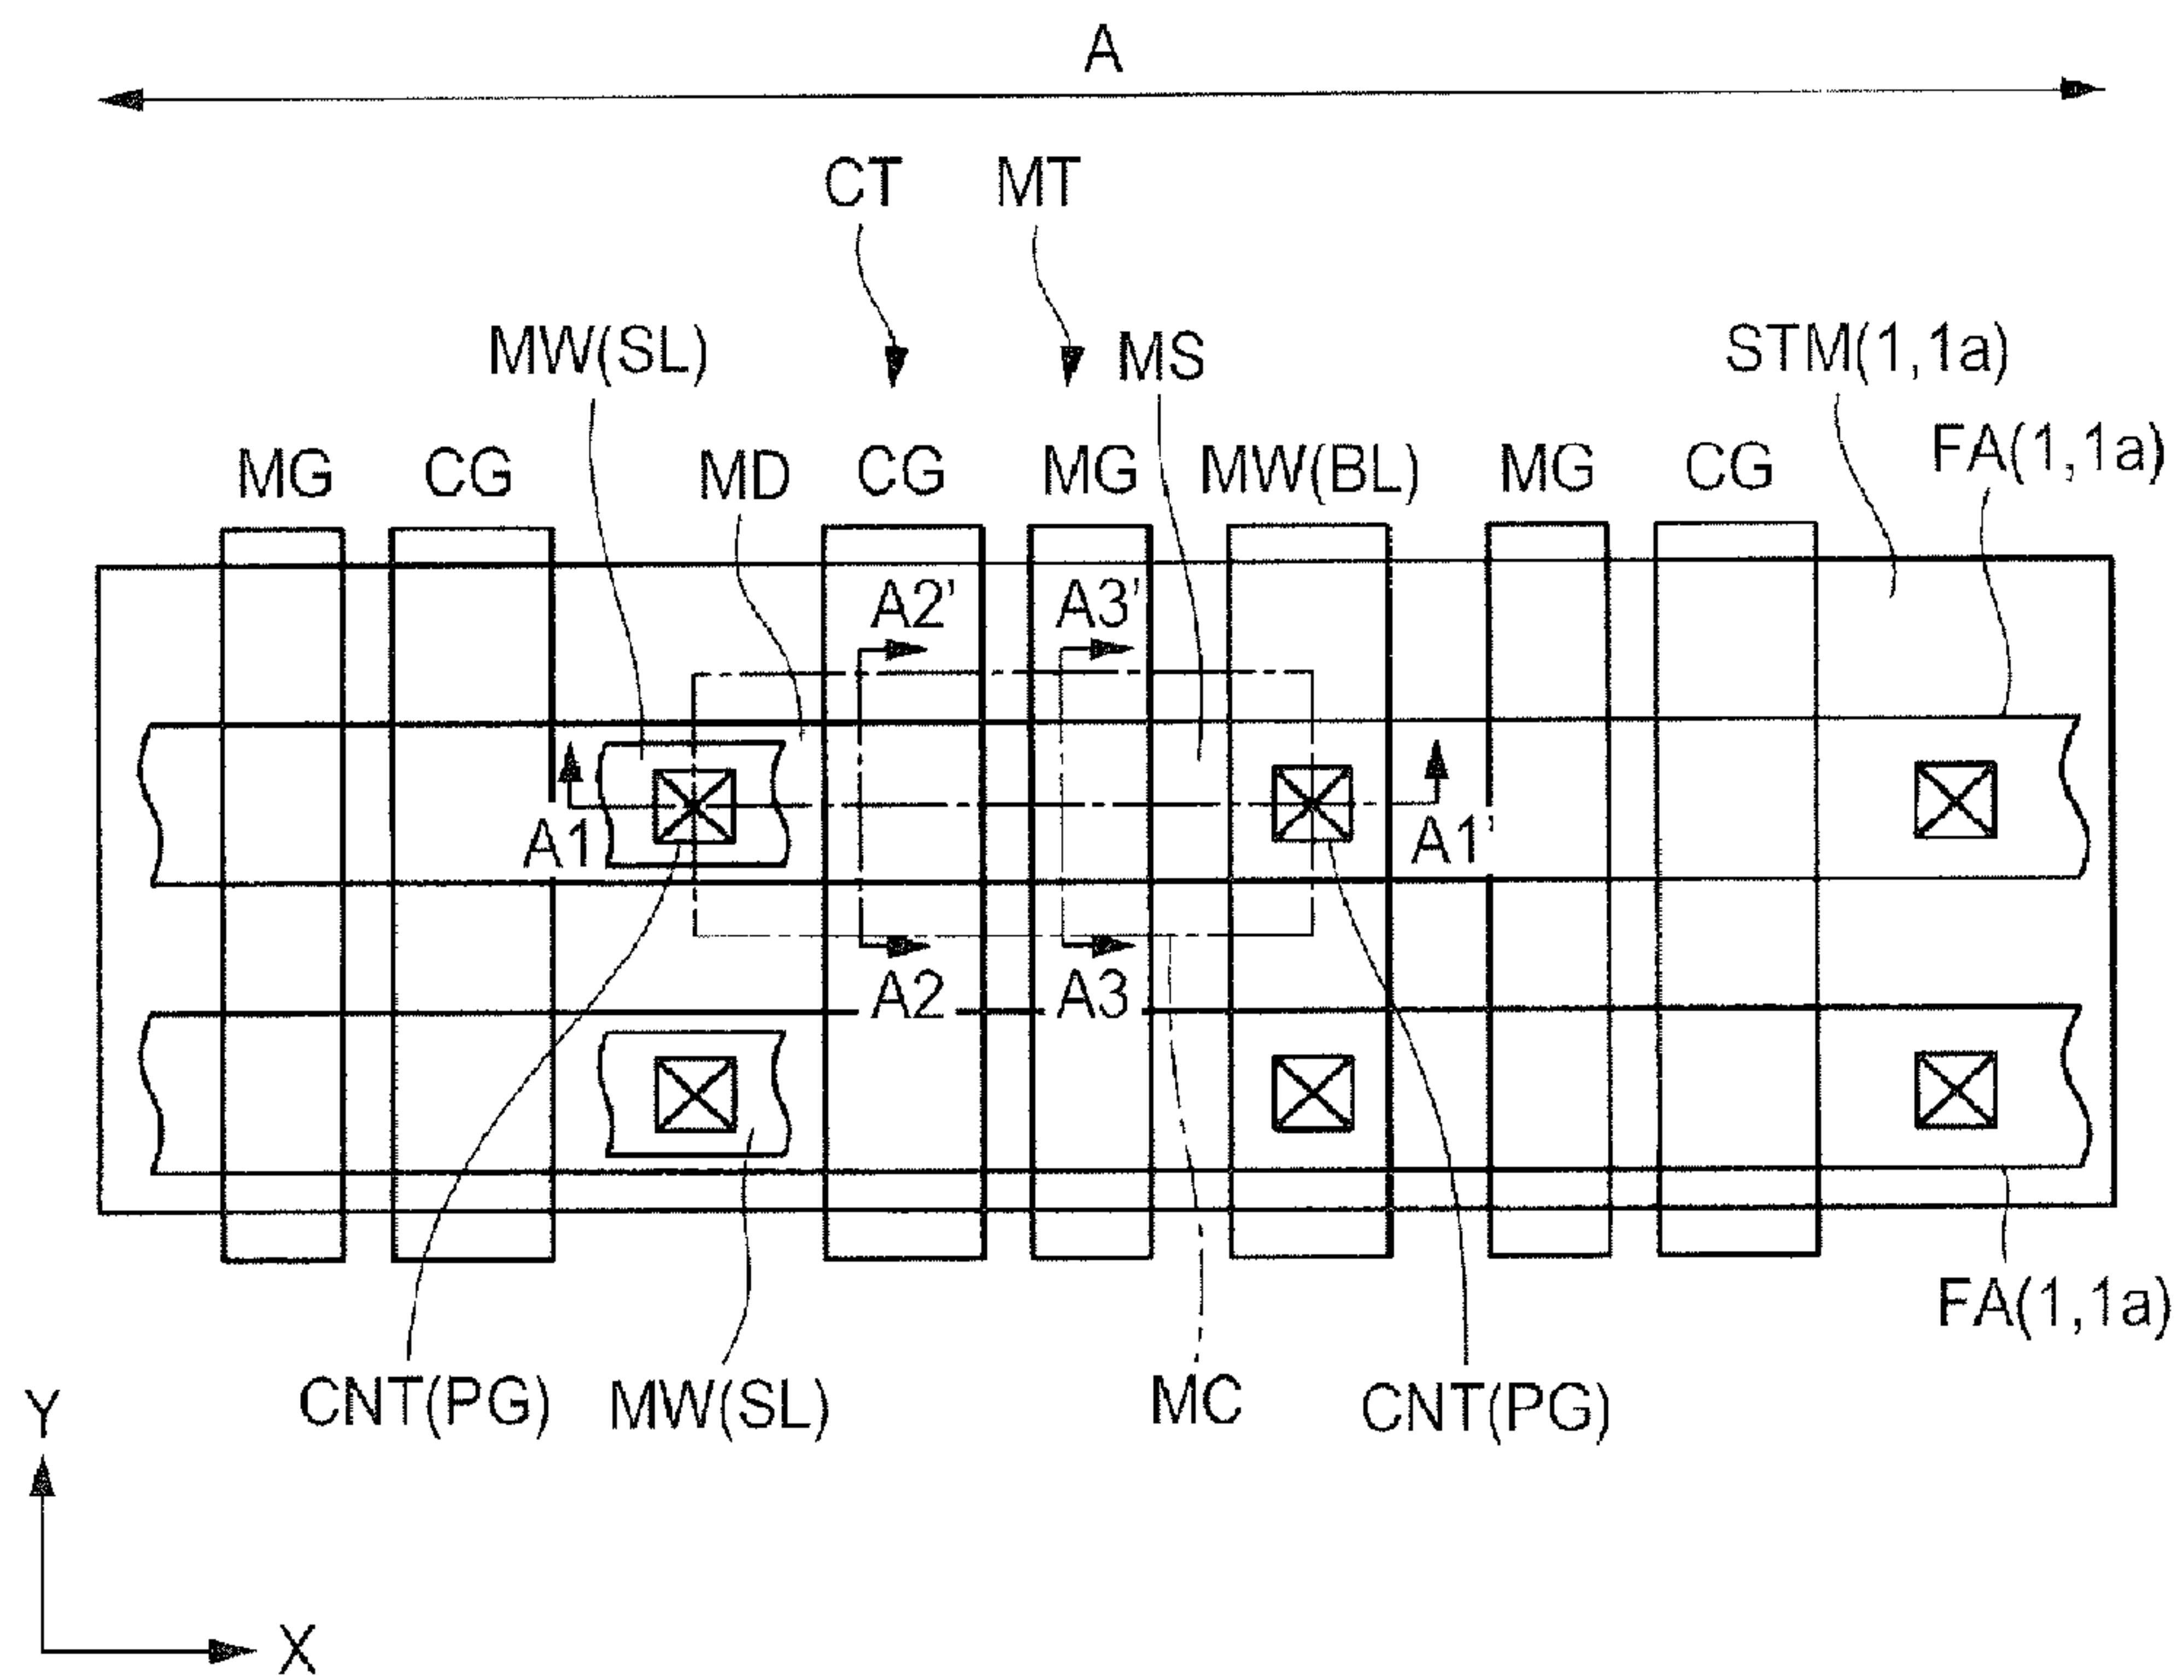 A
CT MT
MW(SL) MS STM(1,1a)
MG CG MD CG MG MW(BL) MG CG FA(1,1a)
A2' A3'
A1 A1'
A2 A3
FA(1,1a)
CNT(PG) MW(SL) MC CNT(PG)
Y
X